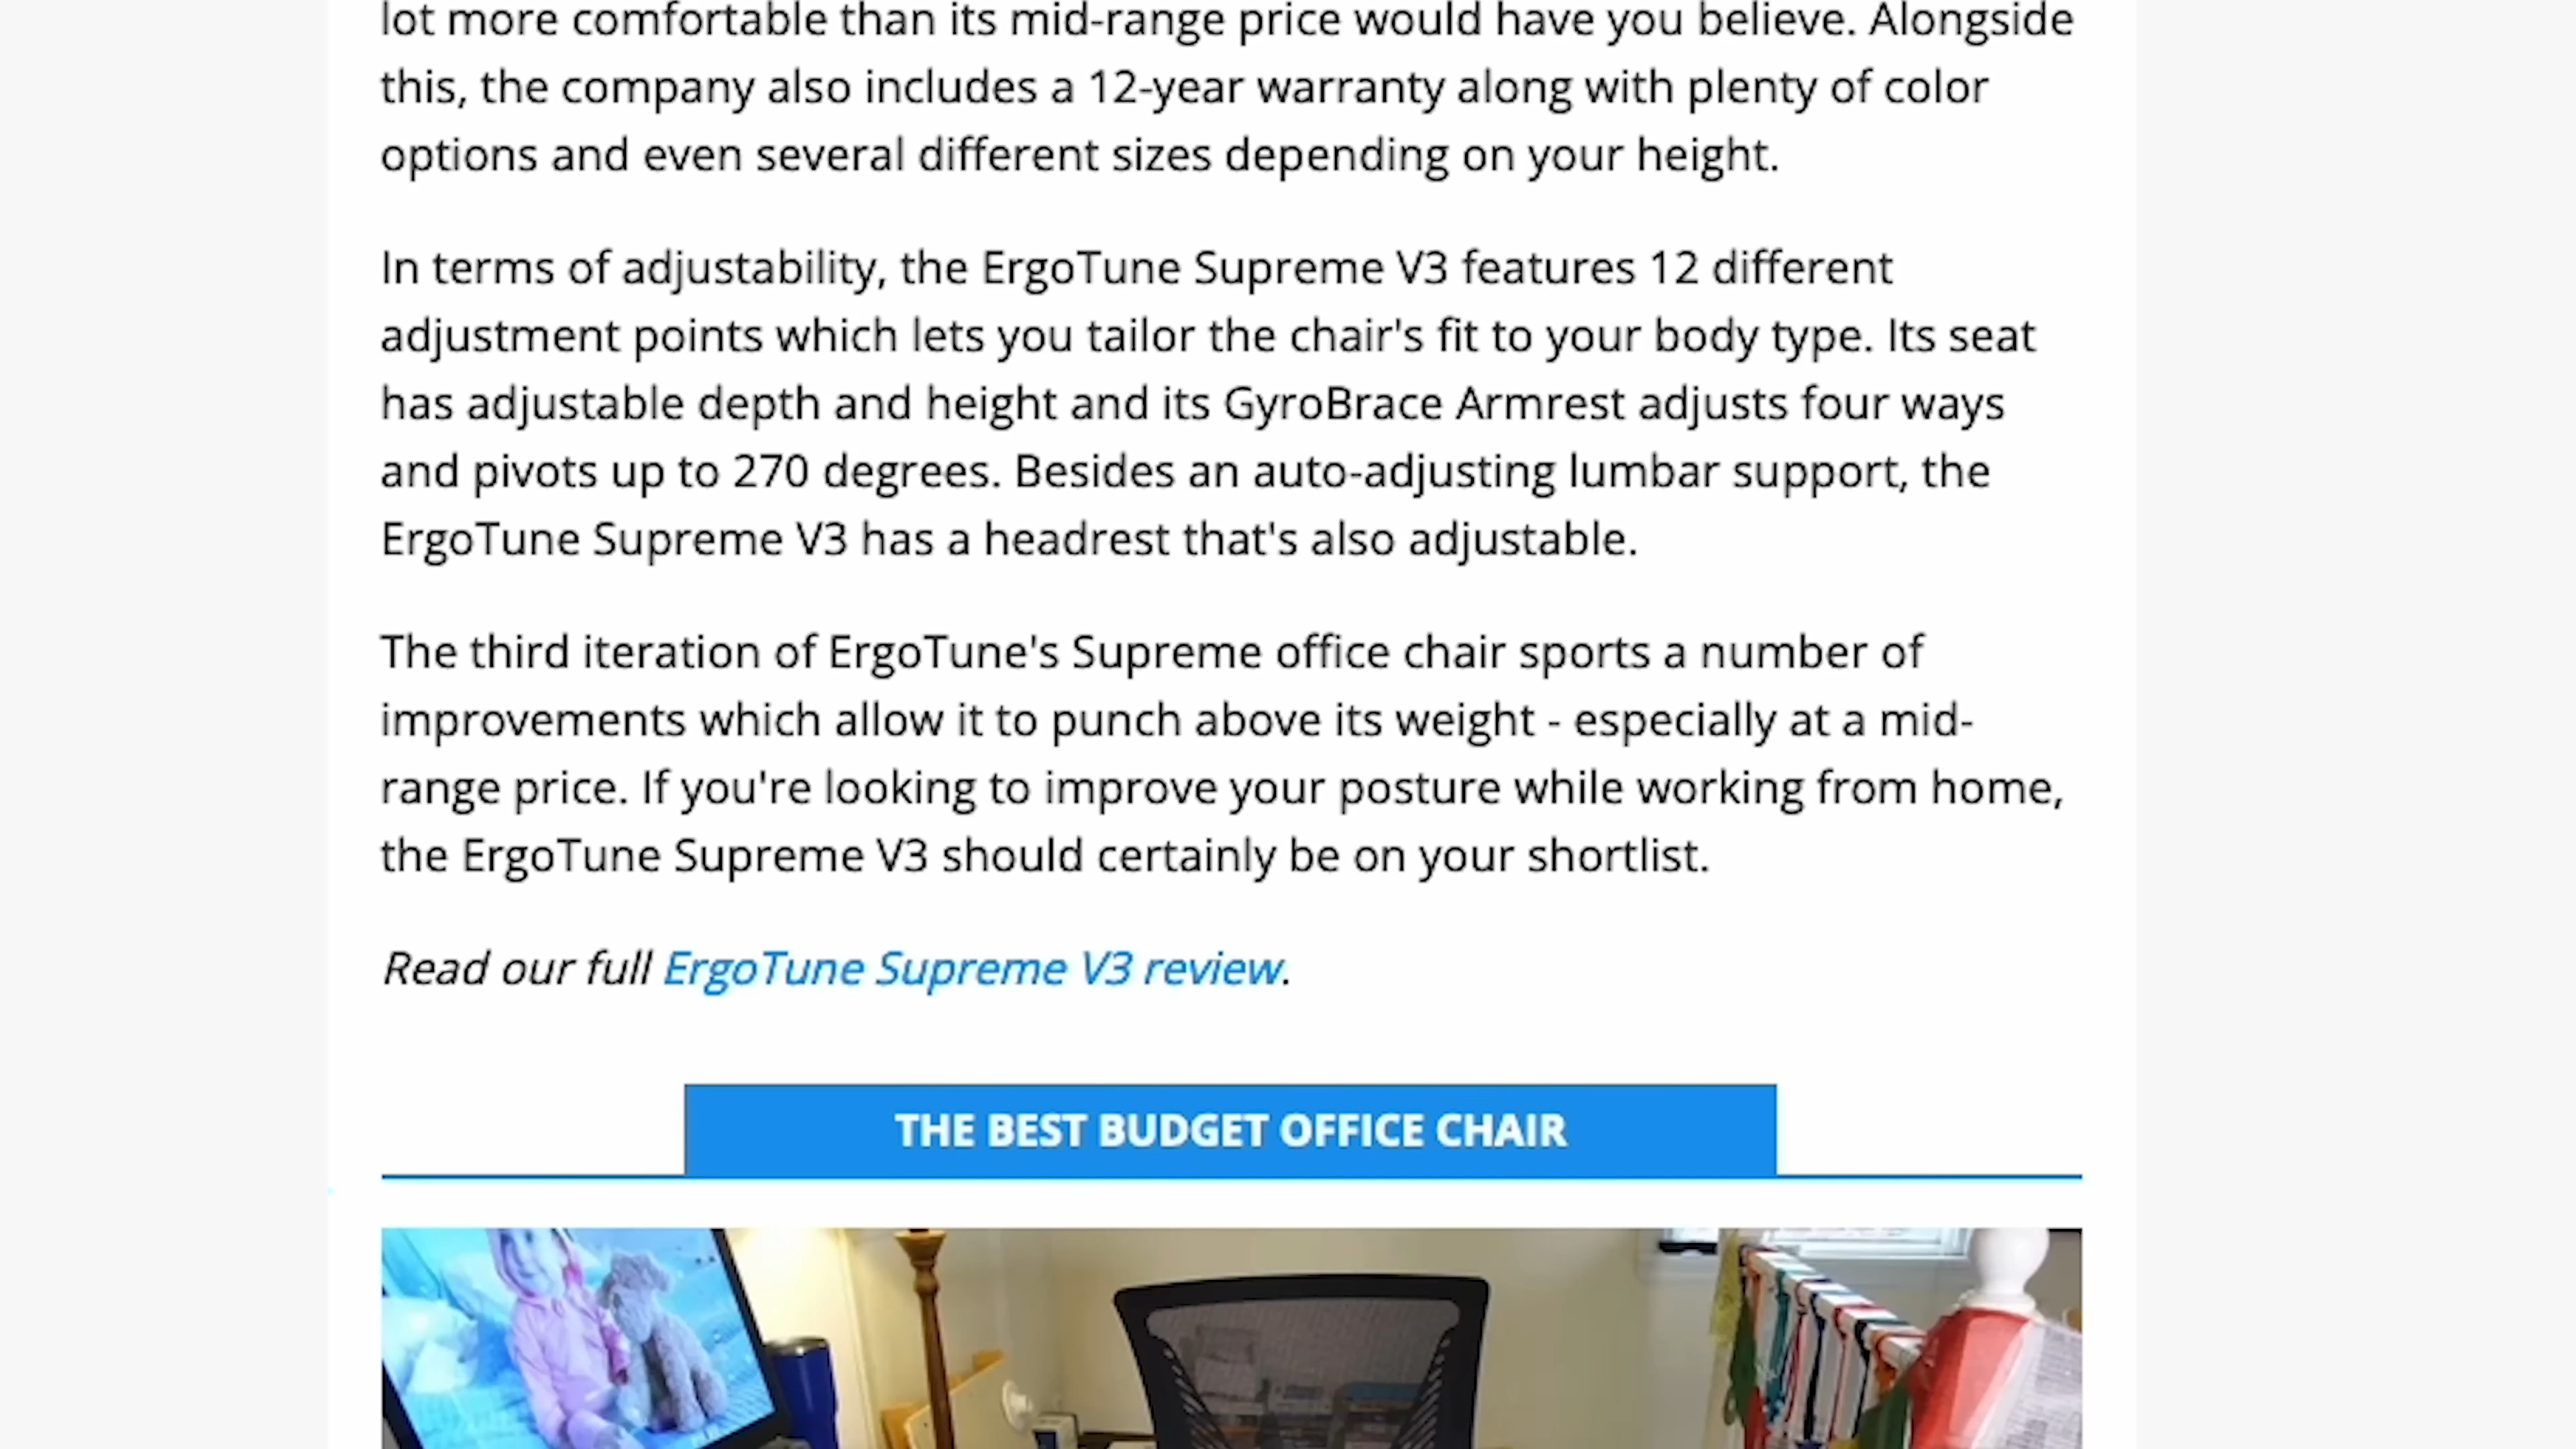 lot more comfortable than its mid-range price would have you believe. Alongside
this, the company also includes a 12-year warranty along with plenty of color
options and even several different sizes depending on your height.
In terms of adjustability, the ErgoTune Supreme V3 features 12 different
adjustment points which lets you tailor the chair's fit to your body type. Its seat
has adjustable depth and height and its GyroBrace Armrest adjusts four ways
and pivots up to 270 degrees. Besides an auto-adjusting lumbar support, the
ErgoTune Supreme V3 has a headrest that's also adjustable.
The third iteration of ErgoTune's Supreme office chair sports a number of
improvements which allow it to punch above its weight - especially at a mid-
range price. If you're looking to improve your posture while working from home,
the ErgoTune Supreme V3 should certainly be on your shortlist.
Read our full ErgoTune Supreme V3 review.
THE BEST BUDGET OFFICE CHAIR